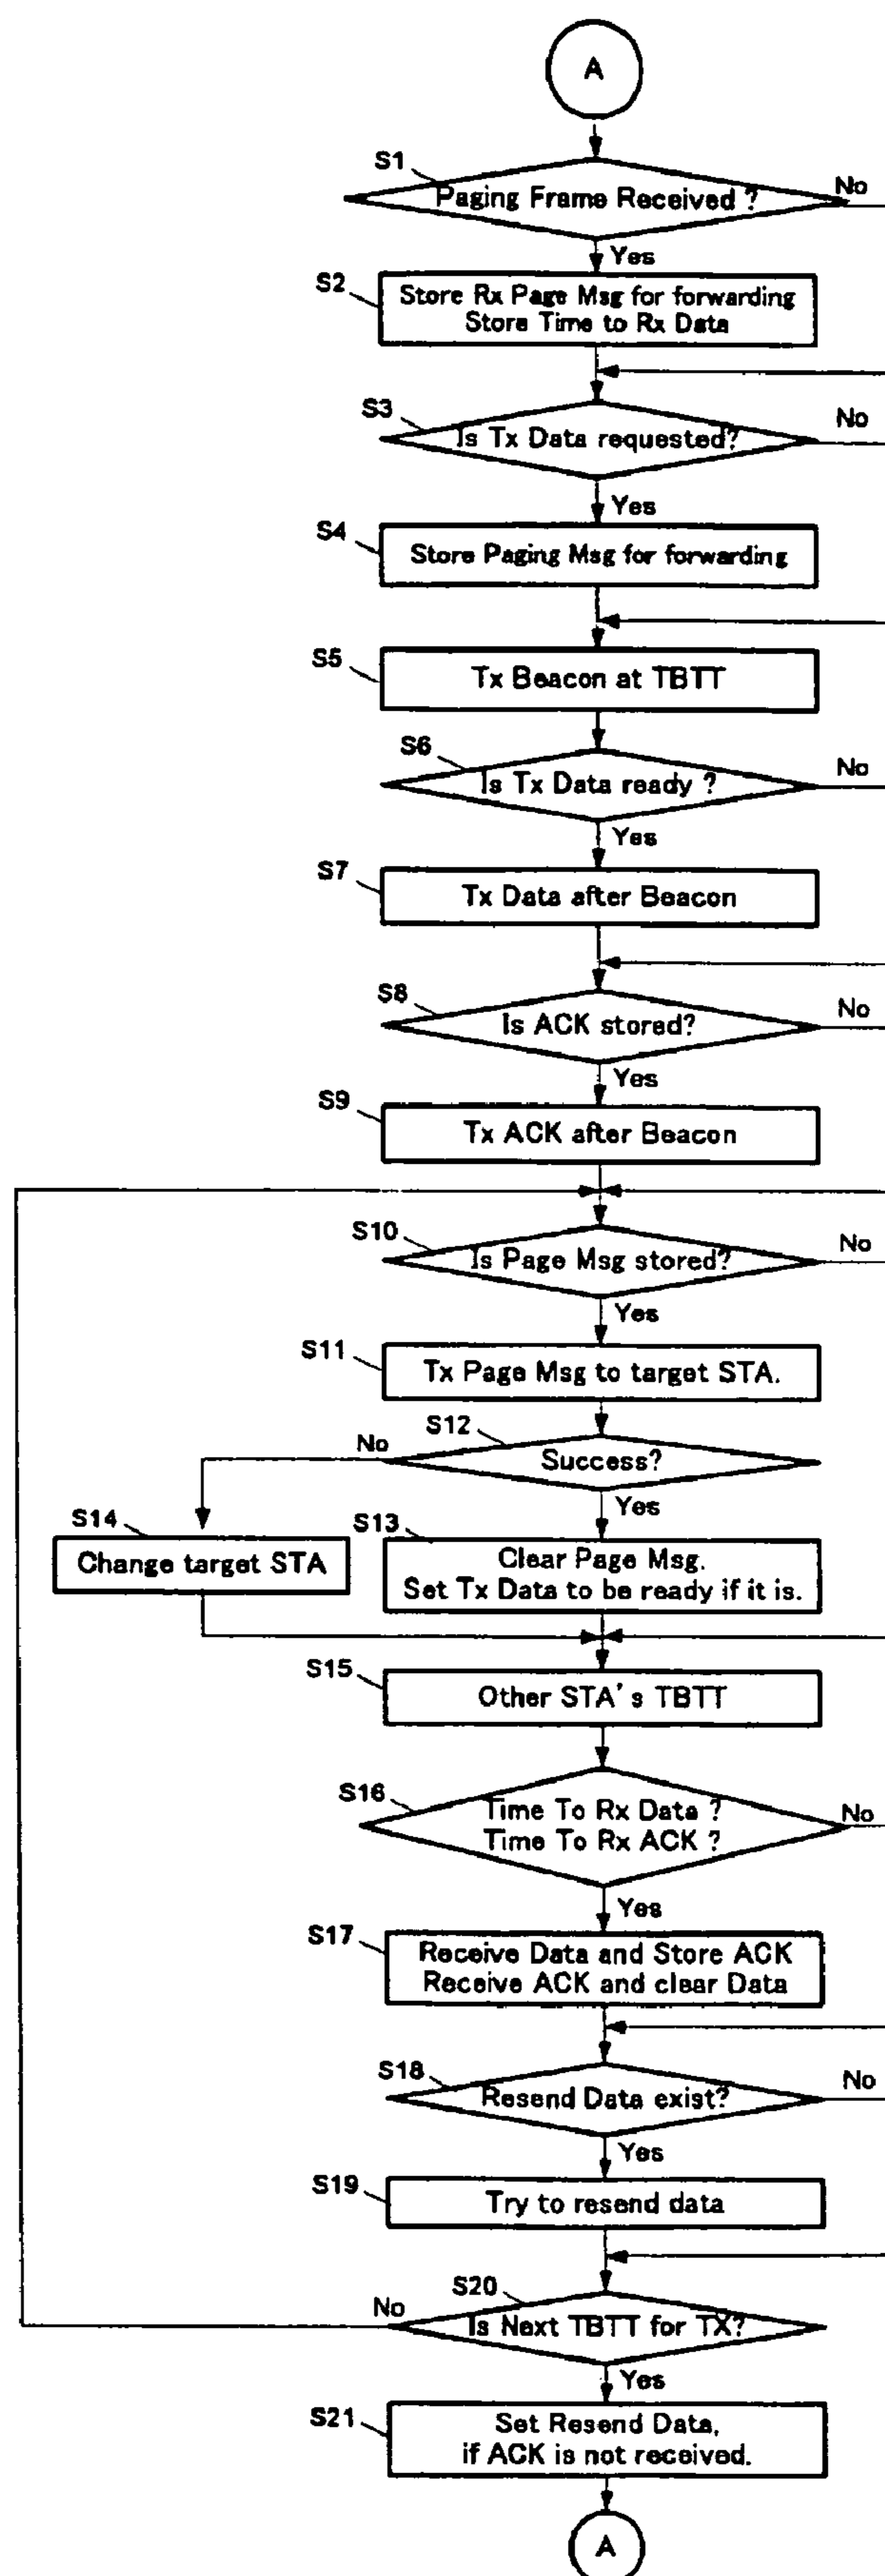 A
S1
Paging Frame Received ?
No
Yes
S2
Store Rx Page Msg for forwarding
Store Time to Rx Data
S3
Is Tx Data requested?
No
Yes
S4
Store Paging Msg for forwarding
S5
Tx Beacon at TBTT
S6
Is Tx Data ready ?
No
Yes
S7
Tx Data after Beacon
S8
Is ACK stored?
No
Yes
S9
Tx ACK after Beacon
S10
Is Page Msg stored?
No
Yes
S11
Tx Page Msg to target STA.
S12
No
Success?
Yes
S14
Change target STA
S13
Clear Page Msg.
Set Tx Data to be ready if it is.
S15
Other STA's TBTT
S16
Time To Rx Data ?
Time To Rx ACK ?
No
Yes
S17
Receive Data and Store ACK
Receive ACK and clear Data
S18
Resend Data exist?
No
Yes
S19
Try to resend data
S20
No
Is Next TBTT for TX?
Yes
S21
Set Resend Data,
if ACK is not received.
A